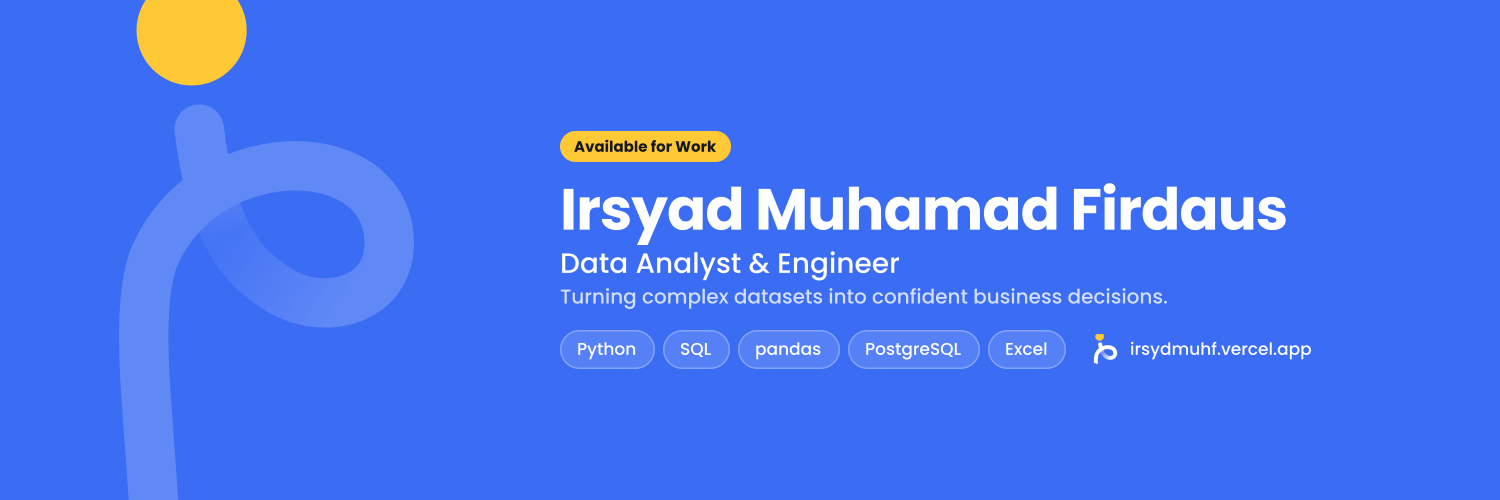 Available for Work
Irsyad Muhamad Firdaus
Data Analyst & Engineer
Turning complex datasets into confident business decisions.
Python SQL pandas PostgreSQL Excel irsydmuhf.vercel.app